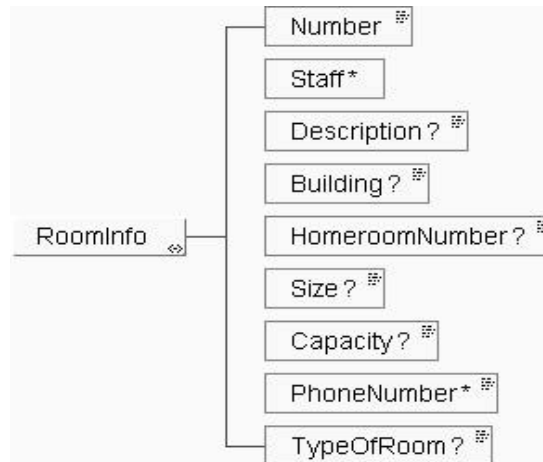 Number
Staff*
Description?
Building?
RoomInfo
HomeroomNumber?
Size?
Capacity?
PhoneNumber*
TypeOfRoom?